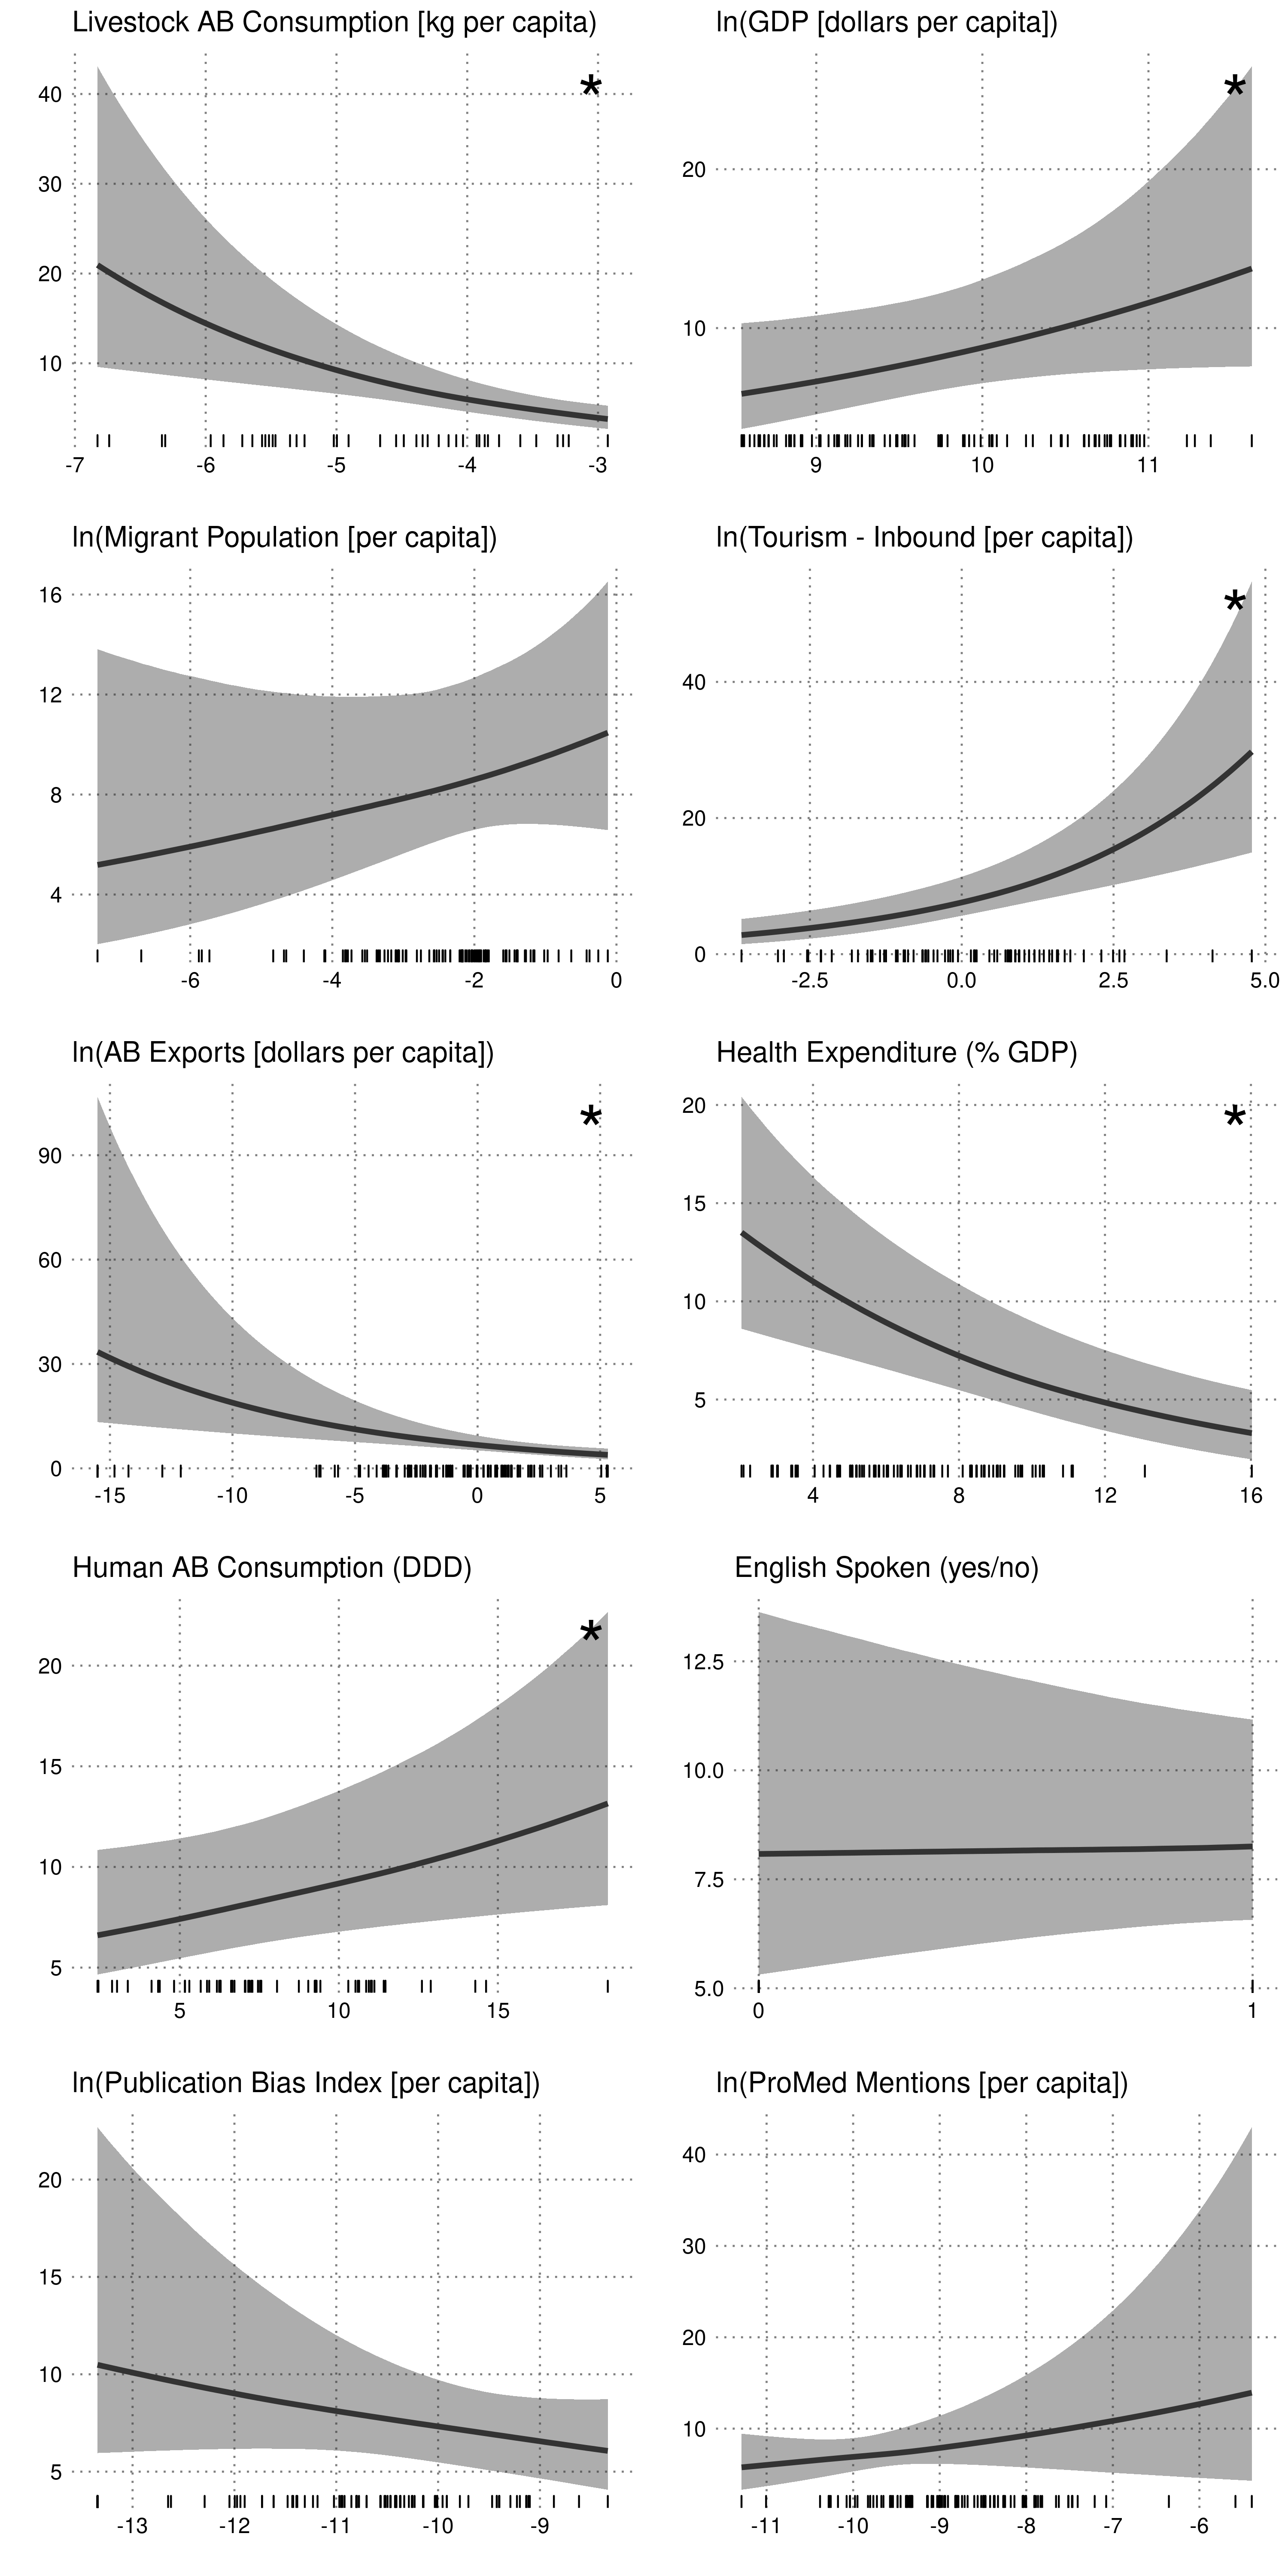 Livestock AB Consumption [kg per capita)
*
40
30
20
10
-7 -6 -5 -4 -3
ln(GDP [dollars per capita])
*
20
10
9 10 11
ln(Migrant Population [per capita])
16
12
8
4
-6 -4 -2 0
ln(Tourism - Inbound [per capita])
*
40
20
0
-2.5 0.0 2.5 5.0
ln(AB Exports [dollars per capita])
*
90
60
30
0
-15 -10 -5 0 5
Health Expenditure (% GDP)
*
20
15
10
5
4 8 12 16
Human AB Consumption (DDD)
*
20
15
10
5
5 10 15
English Spoken (yes/no)
12.5
10.0
7.5
5.0
0 1
ln(Publication Bias Index [per capita])
20
15
10
5
-13 -12 -11 -10 -9
ln(ProMed Mentions [per capita])
40
30
20
10
-11 -10 -9 -8 -7 -6